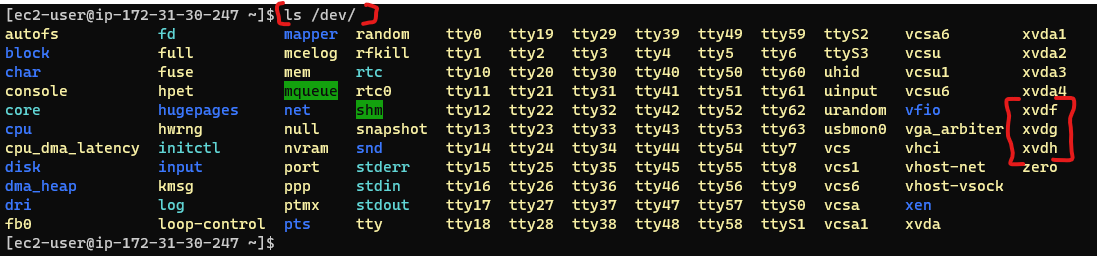 [ec2-user@ip-172-31-30-247 ~]$ ls /dev/
autofs fd mapper random tty0 tty19 tty29 tty39 tty49 tty59 ttyS2 vcsa6 xvda1
block full mcelog rfkill tty1 tty2 tty3 tty4 tty5 tty6 ttyS3 vcsu xvda2
char fuse mem rtc tty10 tty20 tty30 tty40 tty50 tty60 uhid vcsu1 xvda3
console hpet mqueue rtc0 tty11 tty21 tty31 tty41 tty51 tty61 uinput vcsu6 xvda4
core hugepages net shm tty12 tty22 tty32 tty42 tty52 tty62 urandom vfio xvdf
cpu hwrng null snapshot tty13 tty23 tty33 tty43 tty53 tty63 usbmon0 vga_arbiter xvdg
cpu_dma_latency initctl nvram snd tty14 tty24 tty34 tty44 tty54 tty7 vcs vhci xvdh
disk input port stderr tty15 tty25 tty35 tty45 tty55 tty8 vcs1 vhost-net zero
dma_heap kmsg ppp stdin tty16 tty26 tty36 tty46 tty56 tty9 vcs6 vhost-vsock
dri log ptmx stdout tty17 tty27 tty37 tty47 tty57 ttyS0 vcsa xen
fb0 loop-control pts tty tty18 tty28 tty38 tty48 tty58 ttyS1 vcsa1 xvda
[ec2-user@ip-172-31-30-247 ~]$